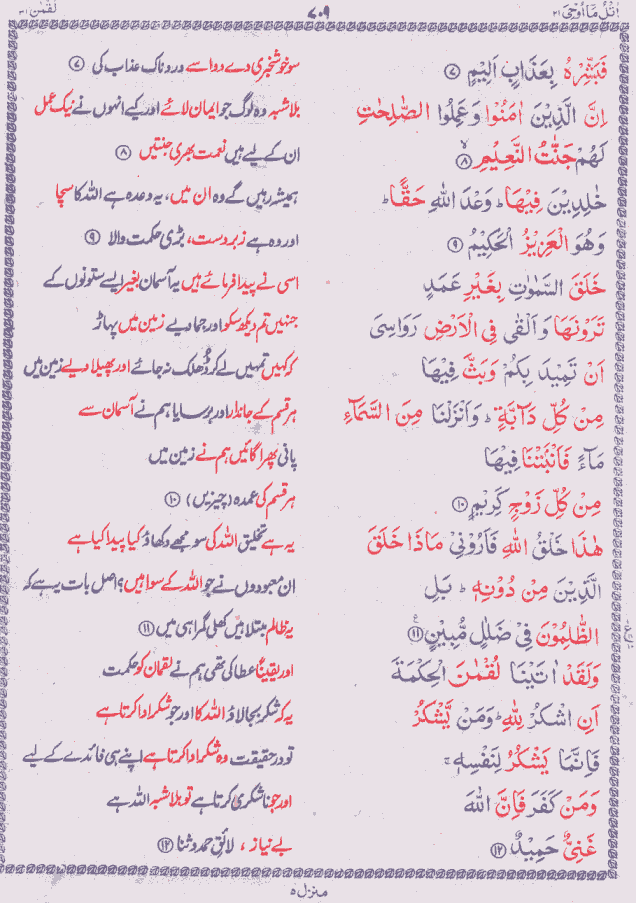 اتل ما اوحی ۲۱ ۷۰۹ لقمٰن ۳۱
فَبَشِّرْهُ بِعَذَابٍ اَلِيْمٍ ۷ سو خوشخبری دے دو اسے دردناک عذاب کی ۷
اِنَّ الَّذِيْنَ اٰمَنُوْا وَعَمِلُوا الصّٰلِحٰتِ بلاشبہ وہ لوگ جو ایمان لائے اور کیے انہوں نے نیک عمل
لَهُمْ جَنّٰتُ النَّعِيْمِ ۸ ان کے لیے ہیں نعمت بھری جنتیں ۸
خٰلِدِيْنَ فِيْهَا ؕ وَعْدَ اللّٰهِ حَقًّا ؕ ہمیشہ رہیں گے وہ ان میں، یہ وعدہ ہے اللہ کا سچا
وَهُوَ الْعَزِيْزُ الْحَكِيْمُ ۹ اور وہ ہے زبردست، بڑی حکمت والا ۹
خَلَقَ السَّمٰوٰتِ بِغَيْرِ عَمَدٍ اسی نے پیدا فرمائے ہیں یہ آسمان بغیر ایسے ستونوں کے
تَرَوْنَهَا وَاَلْقٰى فِى الْاَرْضِ رَوَاسِىَ جنہیں تم دیکھ سکو اور جما دیے زمین میں پہاڑ
اَنْ تَمِيْدَ بِكُمْ وَبَثَّ فِيْهَا کہ کہیں تمہیں لے کر ڈھلک نہ جائے اور پھیلا دیے زمین میں
مِنْ كُلِّ دَآبَّةٍ ؕ وَاَنْزَلْنَا مِنَ السَّمَآءِ ہر قسم کے جاندار اور برسایا ہم نے آسمان سے
مَآءً فَاَنْۢبَتْنَا فِيْهَا پانی پھر اگائیں ہم نے زمین میں
مِنْ كُلِّ زَوْجٍ كَرِيْمٍ ۱۰ ہر قسم کی عمدہ (چیزیں) ۱۰
هٰذَا خَلْقُ اللّٰهِ فَاَرُوْنِىْ مَاذَا خَلَقَ یہ ہے تخلیق اللہ کی سو مجھے دکھاؤ کیا پیدا کیا ہے
الَّذِيْنَ مِنْ دُوْنِهٖ ؕ بَلِ ان معبودوں نے جو اللہ کے سوا ہیں؟ اصل بات یہ ہے کہ
الظّٰلِمُوْنَ فِىْ ضَلٰلٍ مُّبِيْنٍ ۱۱ یہ ظالم مبتلا ہیں کھلی گمراہی میں ۱۱
وَلَقَدْ اٰتَيْنَا لُقْمٰنَ الْحِكْمَةَ اور یقیناً عطا کی تھی ہم نے لقمان کو حکمت
اَنِ اشْكُرْ لِلّٰهِ ؕ وَمَنْ يَّشْكُرْ یہ کہ شکر بجا لاؤ اللہ کا اور جو شکر ادا کرتا ہے
فَاِنَّمَا يَشْكُرُ لِنَفْسِهٖ ۚ تو درحقیقت وہ شکر ادا کرتا ہے اپنے ہی فائدے کے لیے
وَمَنْ كَفَرَ فَاِنَّ اللّٰهَ اور جو ناشکری کرتا ہے تو بلاشبہ اللہ ہے
غَنِىٌّ حَمِيْدٌ ۱۲ بے نیاز، لائقِ حمد و ثنا ۱۲
منزل ۵